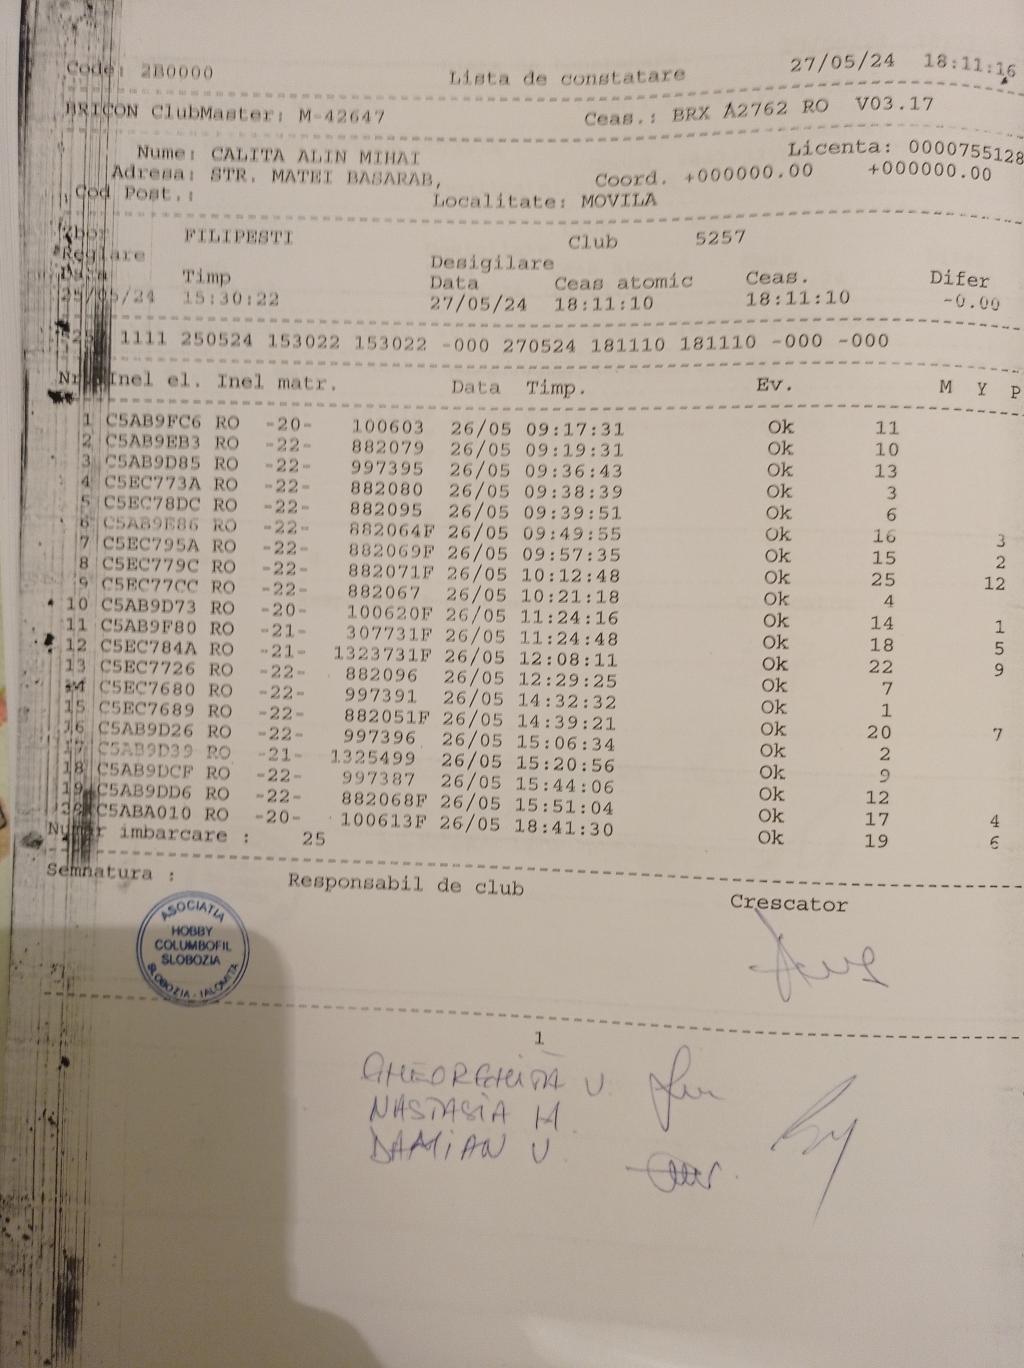 Code: 2B0000 Lista de constatare 27/05/24 18:11:16
BRICON ClubMaster: M-42647 Ceas.: BRX A2762 RO V03.17
Nume: CALITA ALIN MIHAI Licenta: 0000755128
Adresa: STR. MATEI BASARAB, Coord. +000000.00 +000000.00
Cod Post.: Localitate: MOVILA
Zbor FILIPESTI Club 5257
Reglare Desigilare
Data Timp Data Ceas atomic Ceas. Difer
25/05/24 15:30:22 27/05/24 18:11:10 18:11:10 -0.00
1111 250524 153022 153022 -000 270524 181110 181110 -000 -000
Nr. Inel el. Inel matr. Data Timp. Ev. M Y P
1 C5AB9FC6 RO -20- 100603 26/05 09:17:31 Ok 11
2 C5AB9EB3 RO -22- 882079 26/05 09:19:31 Ok 10
3 C5AB9D85 RO -22- 997395 26/05 09:36:43 Ok 13
4 C5EC773A RO -22- 882080 26/05 09:38:39 Ok 3
5 C5EC78DC RO -22- 882095 26/05 09:39:51 Ok 6
6 C5AB9E86 RO -22- 882064F 26/05 09:49:55 Ok 16 3
7 C5EC795A RO -22- 882069F 26/05 09:57:35 Ok 15 2
8 C5EC779C RO -22- 882071F 26/05 10:12:48 Ok 25 12
9 C5EC77CC RO -22- 882067 26/05 10:21:18 Ok 4
10 C5AB9D73 RO -20- 100620F 26/05 11:24:16 Ok 14 1
11 C5AB9F80 RO -21- 307731F 26/05 11:24:48 Ok 18 5
12 C5EC784A RO -21- 1323731F 26/05 12:08:11 Ok 22 9
13 C5EC7726 RO -22- 882096 26/05 12:29:25 Ok 7
14 C5EC7680 RO -22- 997391 26/05 14:32:32 Ok 1
15 C5EC7689 RO -22- 882051F 26/05 14:39:21 Ok 20 7
16 C5AB9D26 RO -22- 997396 26/05 15:06:34 Ok 2
17 C5AB9D39 RO -21- 1325499 26/05 15:20:56 Ok 9
18 C5AB9DCF RO -22- 997387 26/05 15:44:06 Ok 12
19 C5AB9DD6 RO -22- 882068F 26/05 15:51:04 Ok 17 4
20 C5ABA010 RO -20- 100613F 26/05 18:41:30 Ok 19 6
Numar imbarcare : 25
Semnatura : Responsabil de club Crescator
ASOCIATIA
HOBBY
COLUMBOFIL
SLOBOZIA
SLOBOZIA - IALOMITA
1
GHEORGHITĂ V.
NASTASIA M.
DAMIAN V.